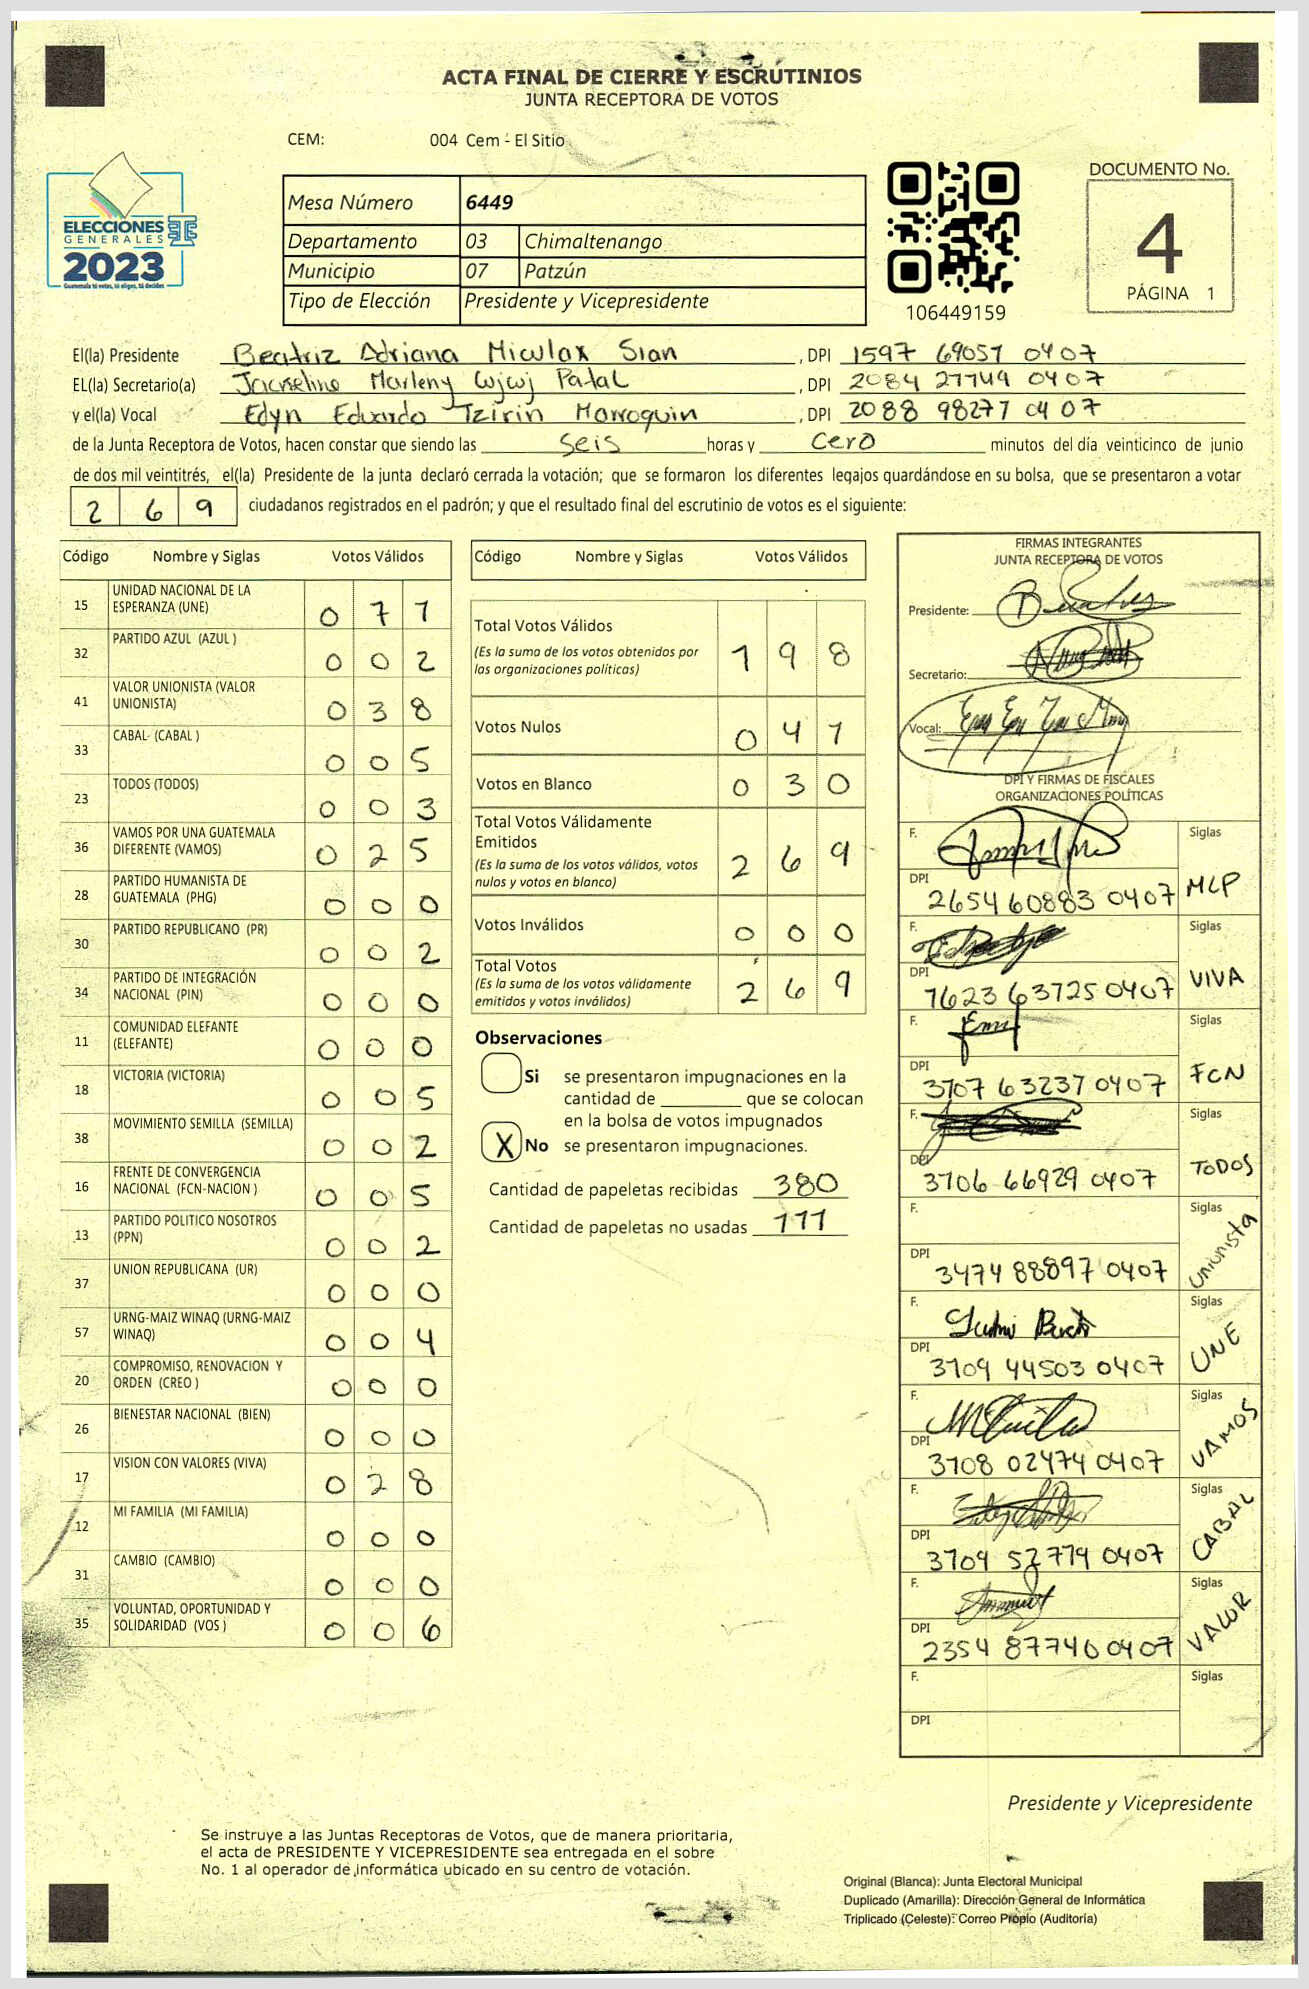 ACTA FINAL DE CIERRE Y ESCRUTINIOS
JUNTA RECEPTORA DE VOTOS
CEM: 004 Cem - El Sitio
ELECCIONES
GENERALES
2023
Guatemala tú votas, tú eliges, tú decides
Mesa Número 6449
Departamento 03 Chimaltenango
Municipio 07 Patzún
Tipo de Elección Presidente y Vicepresidente
106449159
DOCUMENTO No.
4
PÁGINA 1
El(la) Presidente Beatriz Adriana Miculax Sian , DPI 1597 69051 0407
EL(la) Secretario(a) Jacqueline Marleny Cujcuj Patal , DPI 2084 27749 0407
y el(la) Vocal Edyn Eduardo Tzirin Marroquin , DPI 2088 98277 0407
de la Junta Receptora de Votos, hacen constar que siendo las seis horas y cero minutos del día veinticinco de junio
de dos mil veintitrés, el(la) Presidente de la junta declaró cerrada la votación; que se formaron los diferentes legajos guardándose en su bolsa, que se presentaron a votar
2 6 9 ciudadanos registrados en el padrón; y que el resultado final del escrutinio de votos es el siguiente:
Código Nombre y Siglas Votos Válidos
15 UNIDAD NACIONAL DE LA ESPERANZA (UNE) 0 7 1
32 PARTIDO AZUL (AZUL ) 0 0 2
41 VALOR UNIONISTA (VALOR UNIONISTA) 0 3 8
33 CABAL (CABAL ) 0 0 5
23 TODOS (TODOS) 0 0 3
36 VAMOS POR UNA GUATEMALA DIFERENTE (VAMOS) 0 2 5
28 PARTIDO HUMANISTA DE GUATEMALA (PHG) 0 0 0
30 PARTIDO REPUBLICANO (PR) 0 0 2
34 PARTIDO DE INTEGRACIÓN NACIONAL (PIN) 0 0 0
11 COMUNIDAD ELEFANTE (ELEFANTE) 0 0 0
18 VICTORIA (VICTORIA) 0 0 5
38 MOVIMIENTO SEMILLA (SEMILLA) 0 0 2
16 FRENTE DE CONVERGENCIA NACIONAL (FCN-NACION ) 0 0 5
13 PARTIDO POLITICO NOSOTROS (PPN) 0 0 2
37 UNION REPUBLICANA (UR) 0 0 0
57 URNG-MAIZ WINAQ (URNG-MAIZ WINAQ) 0 0 4
20 COMPROMISO, RENOVACION Y ORDEN (CREO ) 0 0 0
26 BIENESTAR NACIONAL (BIEN) 0 0 0
17 VISION CON VALORES (VIVA) 0 2 8
12 MI FAMILIA (MI FAMILIA) 0 0 0
31 CAMBIO (CAMBIO) 0 0 0
35 VOLUNTAD, OPORTUNIDAD Y SOLIDARIDAD (VOS ) 0 0 6
Código Nombre y Siglas Votos Válidos
Total Votos Válidos
(Es la suma de los votos obtenidos por las organizaciones políticas) 1 9 8
Votos Nulos 0 4 1
Votos en Blanco 0 3 0
Total Votos Válidamente Emitidos
(Es la suma de los votos válidos, votos nulos y votos en blanco) 2 6 9
Votos Inválidos 0 0 0
Total Votos
(Es la suma de los votos válidamente emitidos y votos inválidos) 2 6 9
Observaciones
Si se presentaron impugnaciones en la
cantidad de ________ que se colocan
en la bolsa de votos impugnados
X No se presentaron impugnaciones.
Cantidad de papeletas recibidas 380
Cantidad de papeletas no usadas 111
FIRMAS INTEGRANTES
JUNTA RECEPTORA DE VOTOS
Presidente:
Secretario:
Vocal:
DPI Y FIRMAS DE FISCALES
ORGANIZACIONES POLÍTICAS
F. Siglas
DPI 2654 60883 0407 MLP
F. Siglas
DPI 1623 63725 0407 VIVA
F. Siglas
DPI 3707 63237 0407 FCN
F. Siglas
DPI 3706 66929 0407 TODOS
F. Siglas
DPI 3474 88897 0407 Unionista
F. Siglas
DPI 3709 44503 0407 UNE
F. Siglas
DPI 3708 02474 0407 VAMOS
F. Siglas
DPI 3709 52779 0407 CABAL
F. Siglas
DPI 2354 87740 0407 VALOR
F. Siglas
DPI
Presidente y Vicepresidente
Se instruye a las Juntas Receptoras de Votos, que de manera prioritaria,
el acta de PRESIDENTE Y VICEPRESIDENTE sea entregada en el sobre
No. 1 al operador de informática ubicado en su centro de votación.
Original (Blanca): Junta Electoral Municipal
Duplicado (Amarilla): Dirección General de Informática
Triplicado (Celeste): Correo Propio (Auditoría)